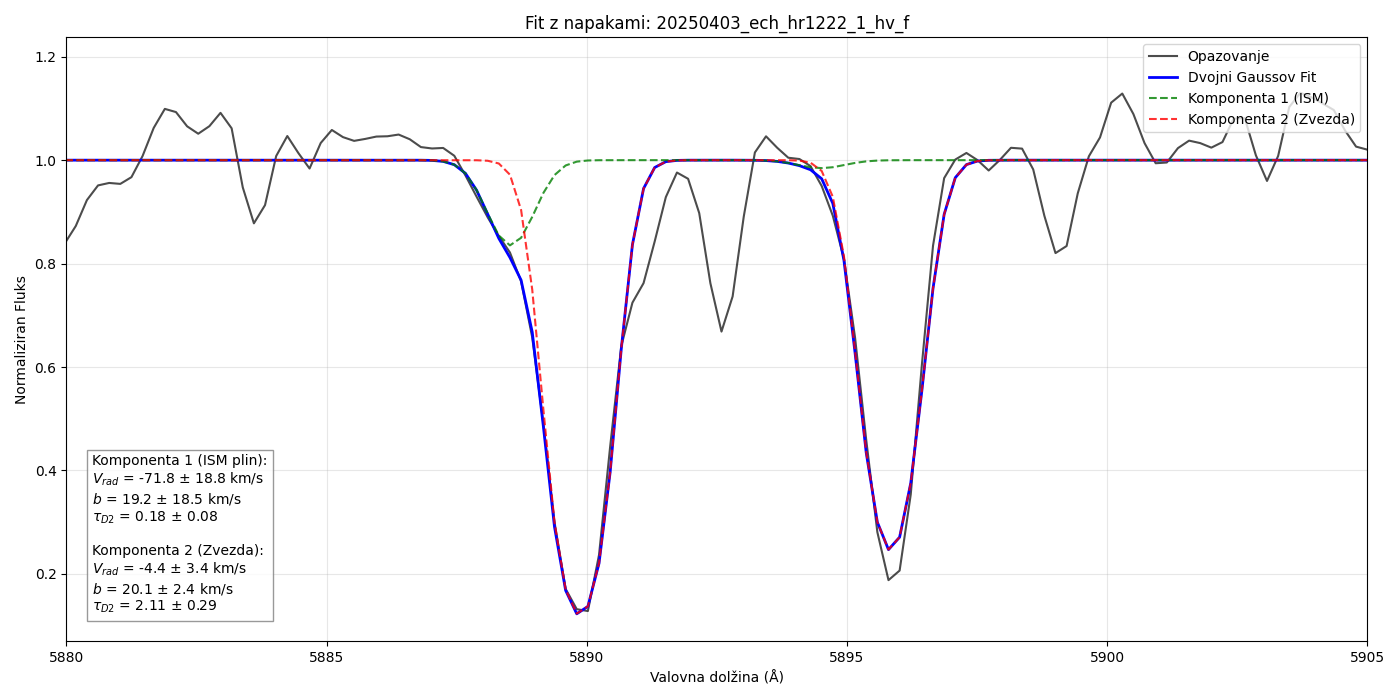 Fit z napakami: 20250403_ech_hr1222_1_hv_f
Opazovanje
Dvojni Gaussov Fit
Komponenta 1 (ISM)
Komponenta 2 (Zvezda)
Normaliziran Fluks
1.2
1.0
0.8
0.6
0.4
0.2
Komponenta 1 (ISM plin):
V_rad = -71.8 ± 18.8 km/s
b = 19.2 ± 18.5 km/s
τ_D2 = 0.18 ± 0.08
Komponenta 2 (Zvezda):
V_rad = -4.4 ± 3.4 km/s
b = 20.1 ± 2.4 km/s
τ_D2 = 2.11 ± 0.29
5880 5885 5890 5895 5900 5905
Valovna dolžina (Å)